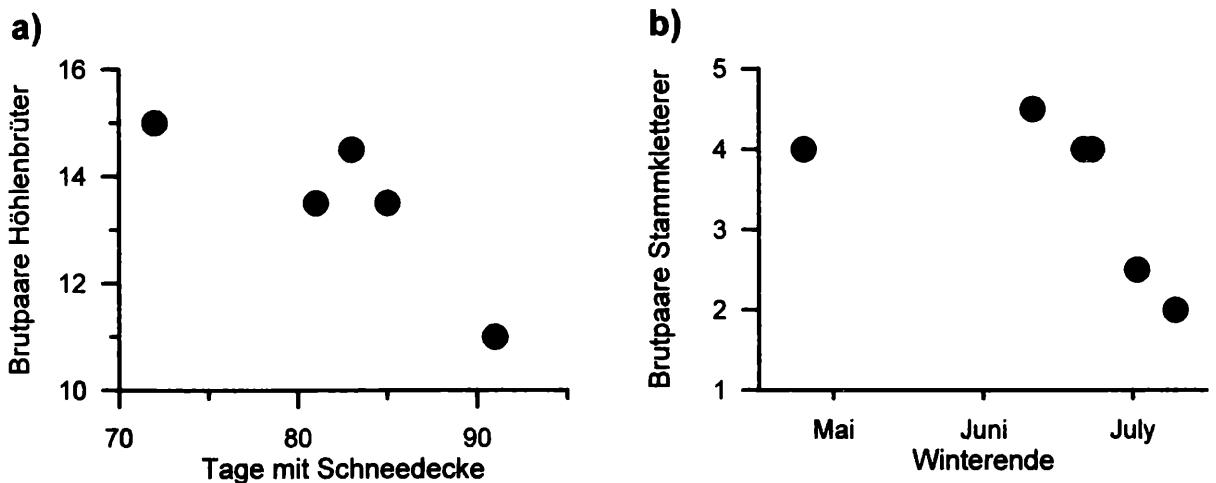 a)
Brutpaare Höhlenbrüter
16
14
12
10
70
80
90
Tage mit Schneedecke
b)
Brutpaare Stammkletterer
5
4
3
2
1
Mai
Juni
July
Winterende